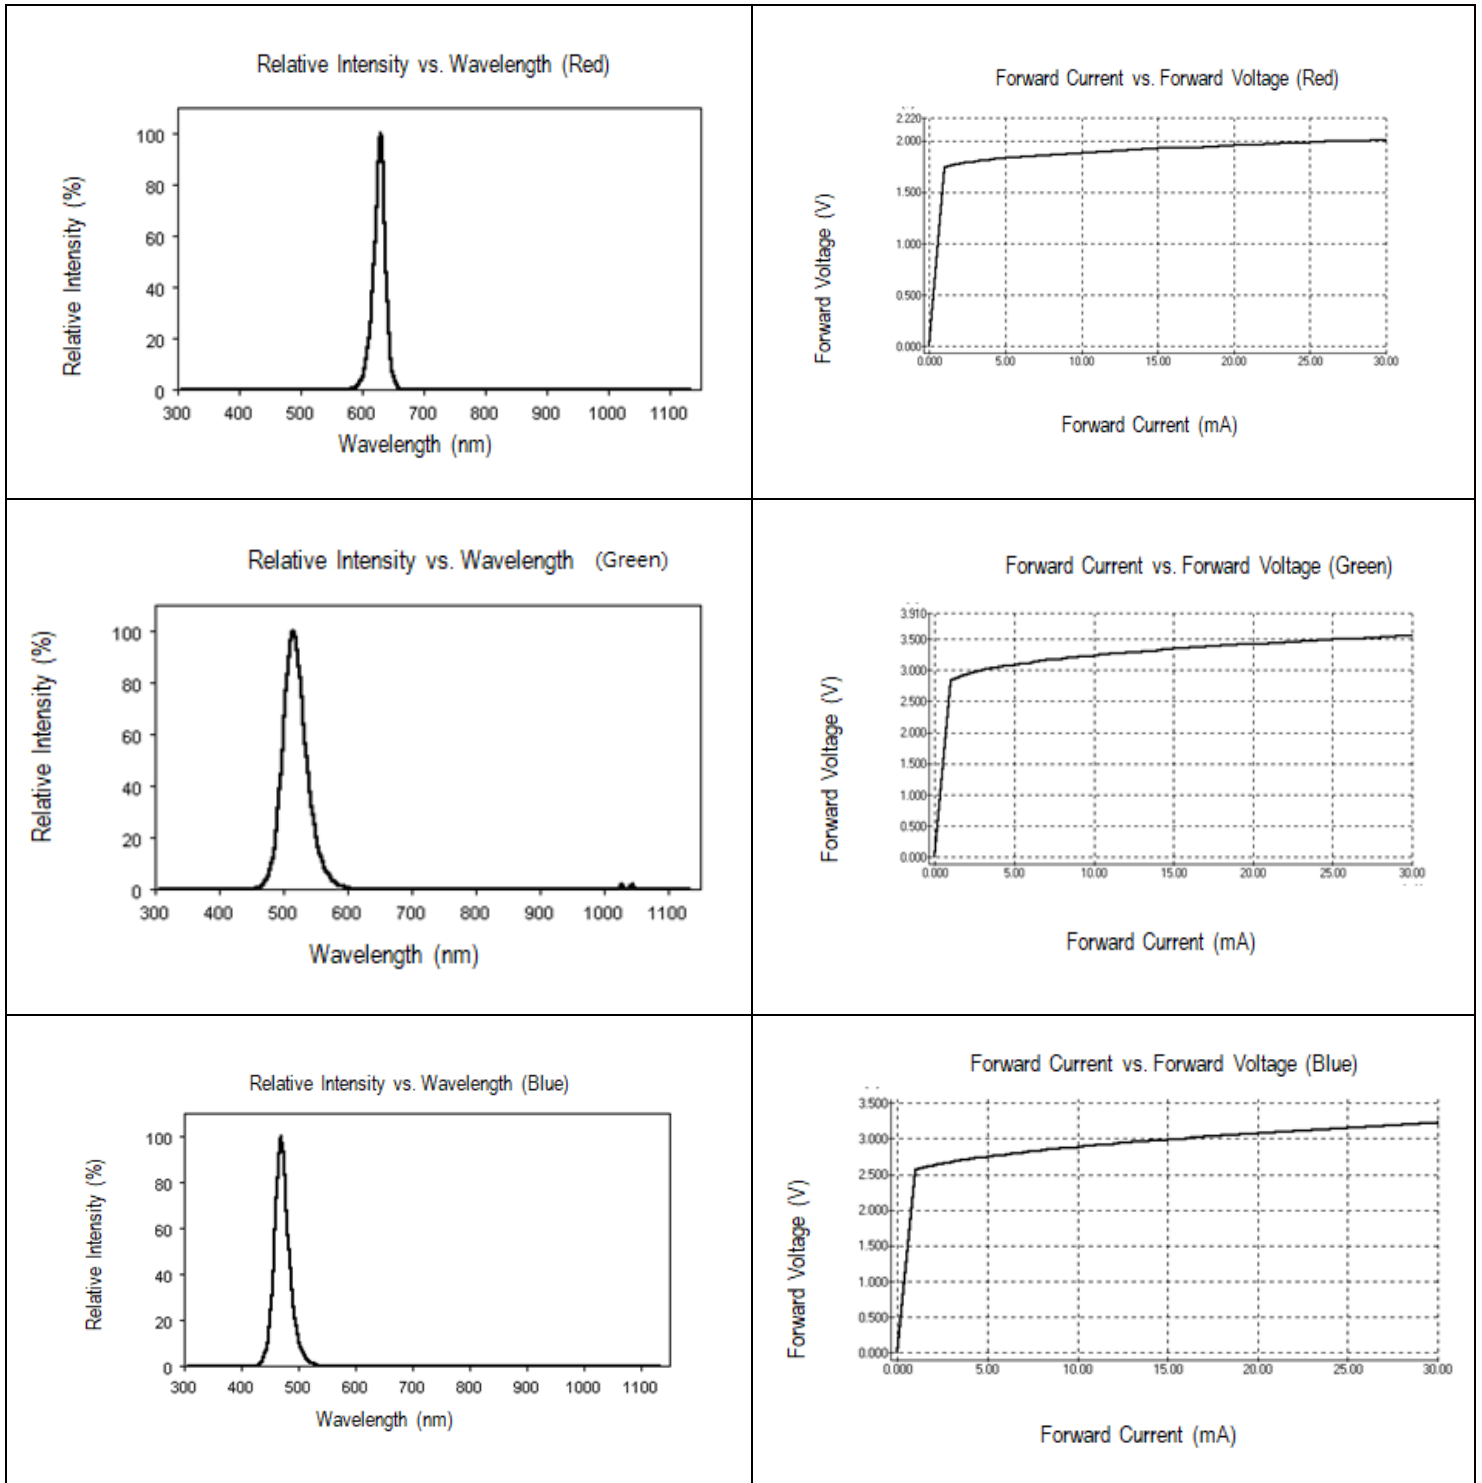 Relative Intensity vs. Wavelength (Red)
Relative Intensity (%)
100
80
60
40
20
0
300 400 500 600 700 800 900 1000 1100
Wavelength (nm)
Forward Current vs. Forward Voltage (Red)
Forward Voltage (V)
2.220
2.000
1.500
1.000
0.500
0.000
0.000 5.00 10.00 15.00 20.00 25.00 30.00
Forward Current (mA)
Relative Intensity vs. Wavelength (Green)
Relative Intensity (%)
100
80
60
40
20
0
300 400 500 600 700 800 900 1000 1100
Wavelength (nm)
Forward Current vs. Forward Voltage (Green)
Forward Voltage (V)
3.910
3.500
3.000
2.500
2.000
1.500
1.000
0.500
0.000
0.000 5.00 10.00 15.00 20.00 25.00 30.00
Forward Current (mA)
Relative Intensity vs. Wavelength (Blue)
Relative Intensity (%)
100
80
60
40
20
0
300 400 500 600 700 800 900 1000 1100
Wavelength (nm)
Forward Current vs. Forward Voltage (Blue)
Forward Voltage (V)
3.500
3.000
2.500
2.000
1.500
1.000
0.500
0.000
0.000 5.00 10.00 15.00 20.00 25.00 30.00
Forward Current (mA)